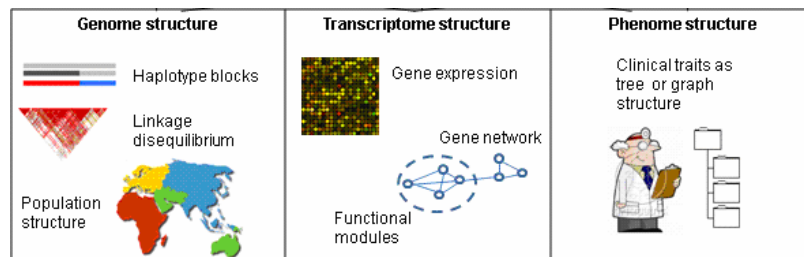 Genome structure
Haplotype blocks
Linkage
disequilibrium
Population
structure
Transcriptome structure
Gene expression
Gene network
Functional
modules
Phenome structure
Clinical traits as
tree or graph
structure